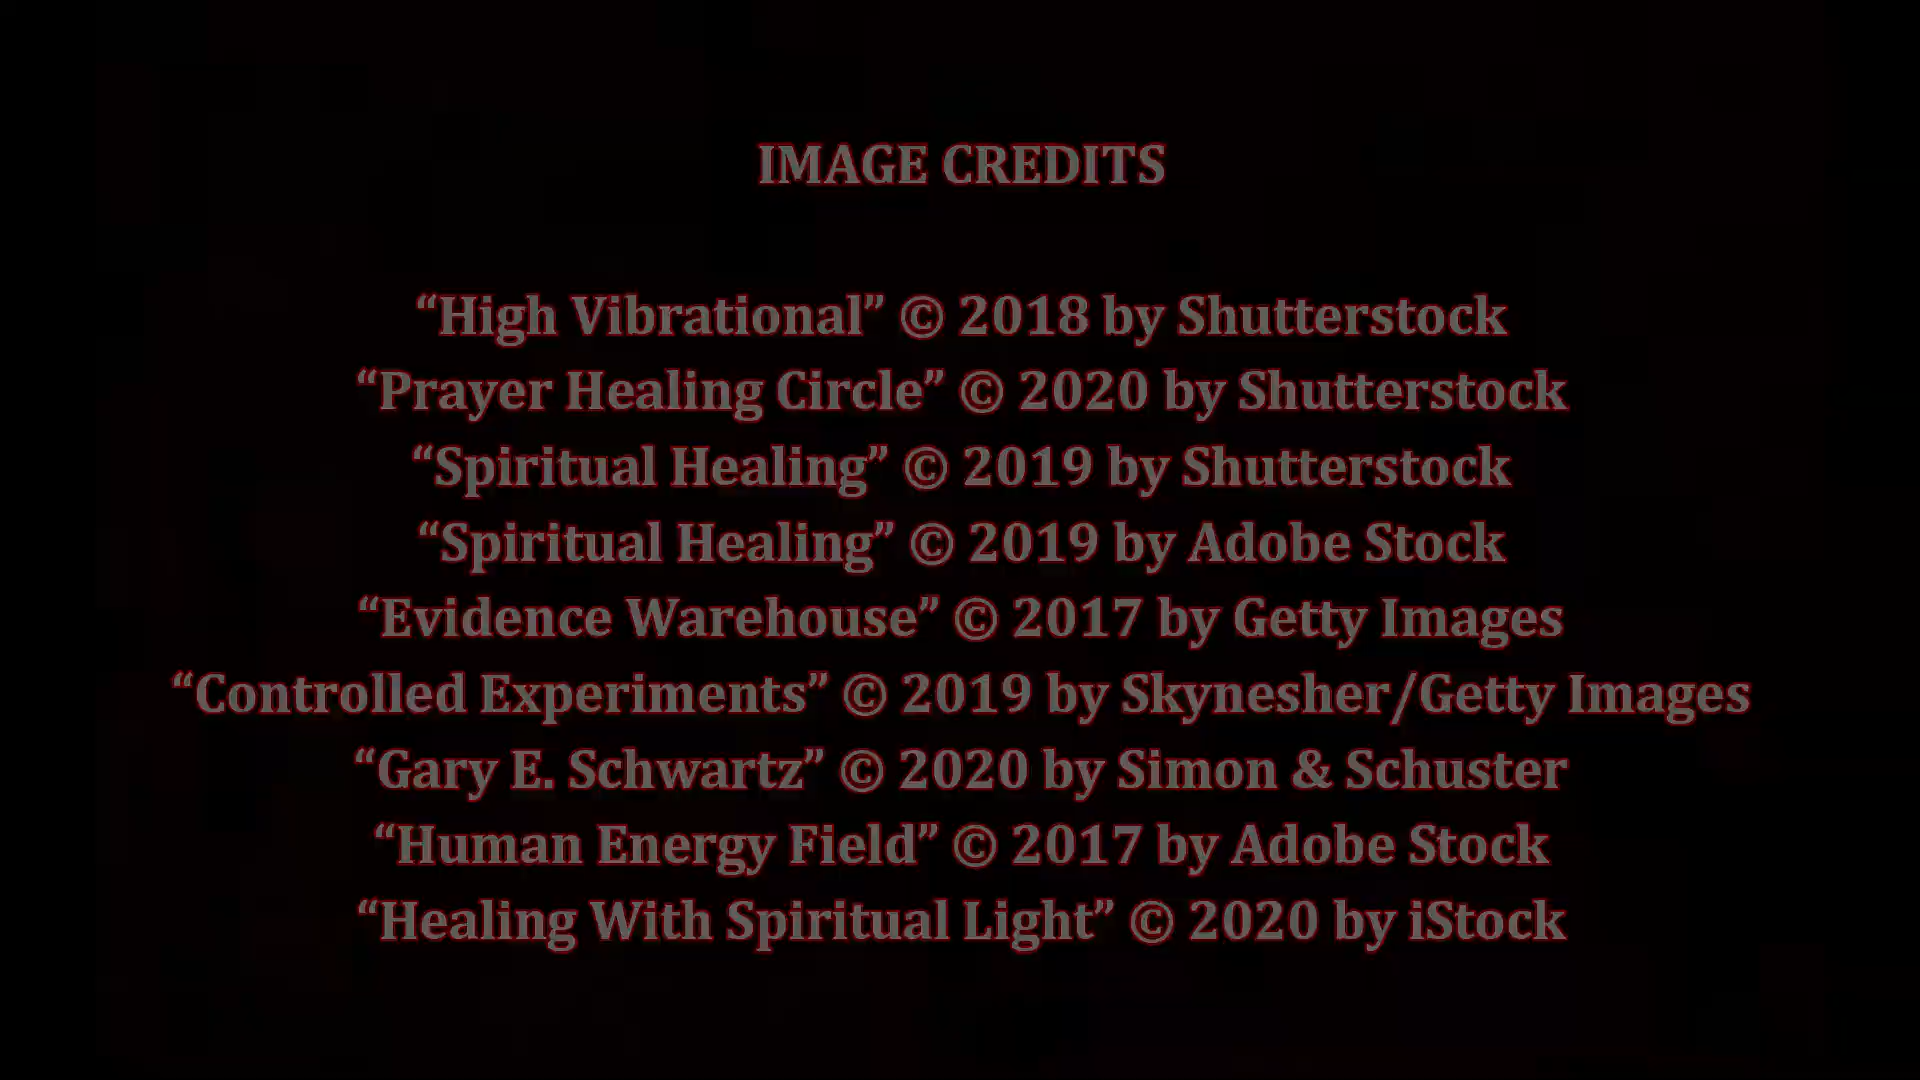 IMAGE CREDITS
“High Vibrational” © 2018 by Shutterstock
“Prayer Healing Circle” © 2020 by Shutterstock
“Spiritual Healing” © 2019 by Shutterstock
“Spiritual Healing” © 2019 by Adobe Stock
“Evidence Warehouse” © 2017 by Getty Images
“Controlled Experiments” © 2019 by Skynesher/Getty Images
“Gary E. Schwartz” © 2020 by Simon & Schuster
“Human Energy Field” © 2017 by Adobe Stock
“Healing With Spiritual Light” © 2020 by iStock